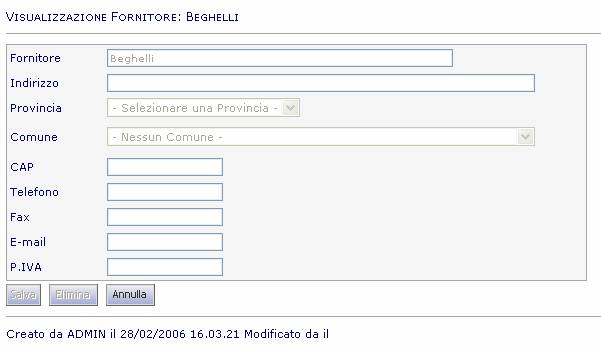 Visualizzazione Fornitore: Beghelli
Fornitore Beghelli
Indirizzo
Provincia - Selezionare una Provincia -
Comune - Nessun Comune -
CAP
Telefono
Fax
E-mail
P.IVA
Salva Elimina Annulla
Creato da ADMIN il 28/02/2006 16.03.21 Modificato da il